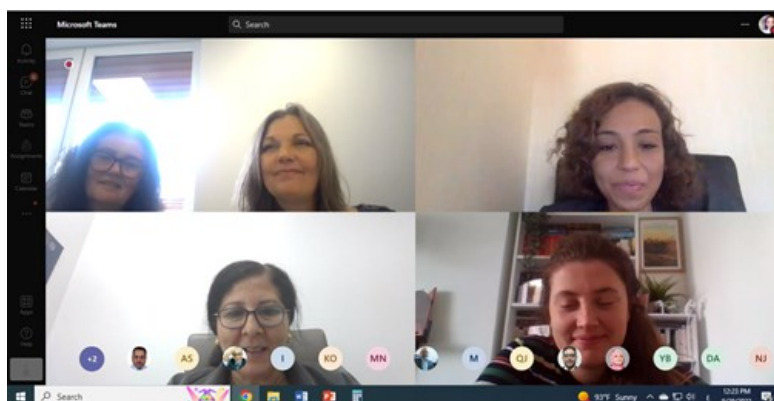 Microsoft Teams
Search
Activity
Chat
Teams
Assignments
Calendar
Apps
Help
+2
AS
I
KO
MN
M
QJ
YB
DA
NJ
Search
93°F Sunny
12:23 PM